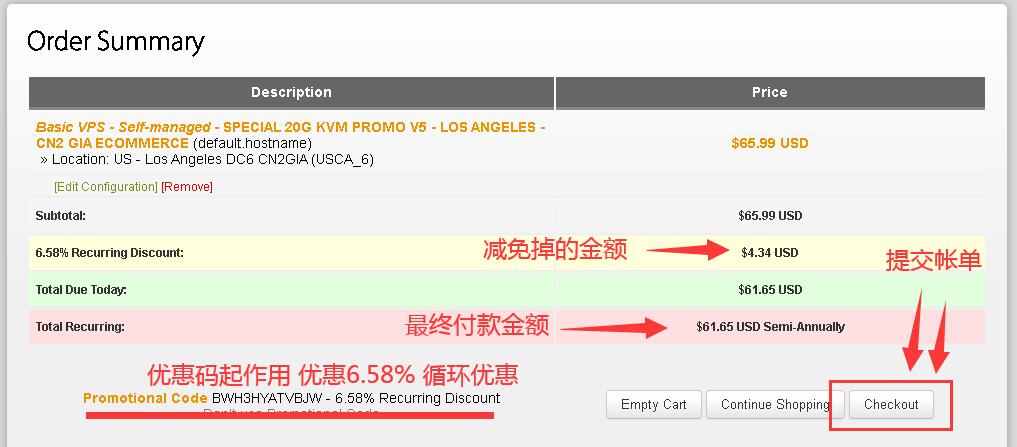 Order Summary
Description Price
Basic VPS - Self-managed - SPECIAL 20G KVM PROMO V5 - LOS ANGELES -
CN2 GIA ECOMMERCE (default.hostname) $65.99 USD
» Location: US - Los Angeles DC6 CN2GIA (USCA_6)
[Edit Configuration] [Remove]
Subtotal: $65.99 USD
6.58% Recurring Discount: 减免掉的金额 $4.34 USD
提交帐单
Total Due Today: $61.65 USD
Total Recurring: 最终付款金额 $61.65 USD Semi-Annually
优惠码起作用 优惠6.58% 循环优惠
Promotional Code BWH3HYATVBJW - 6.58% Recurring Discount
Don't use Promotional Code
Empty Cart Continue Shopping Checkout